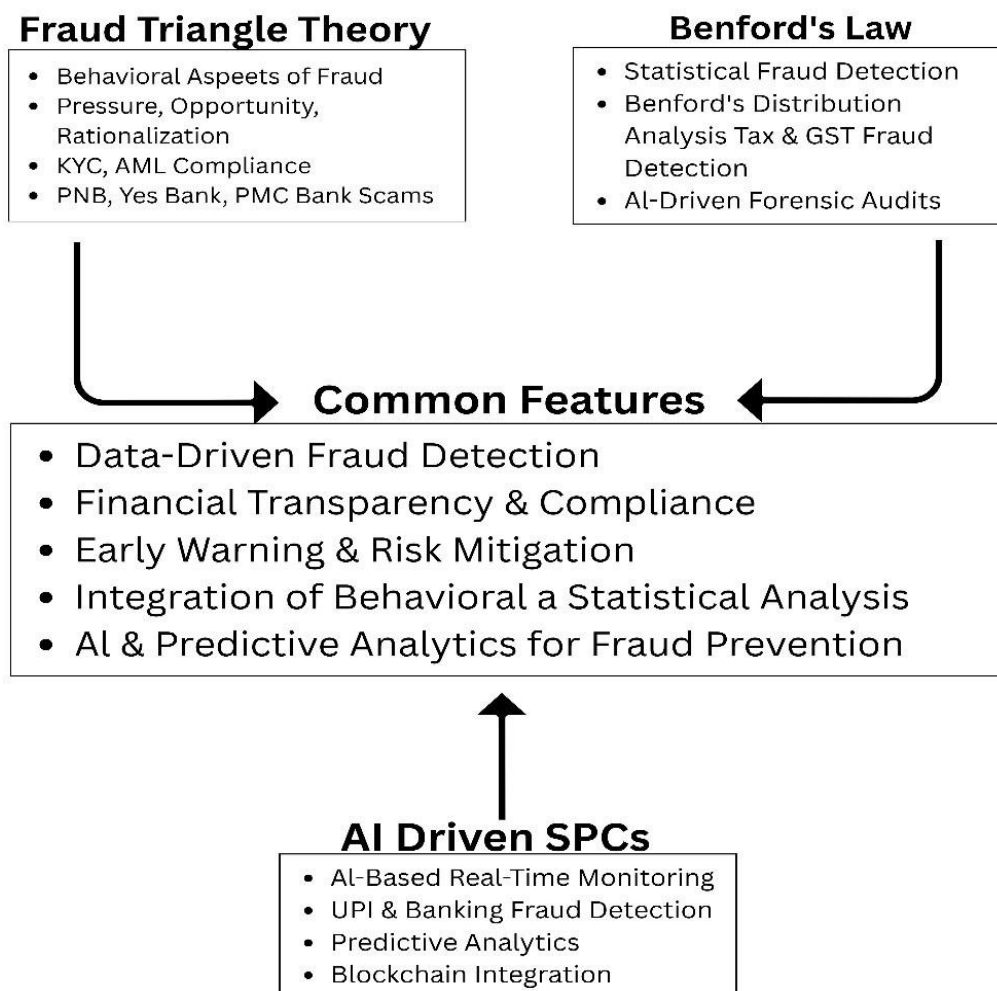 Fraud Triangle Theory
• Behavioral Aspeets of Fraud
• Pressure, Opportunity,
Rationalization
• KYC, AML Compliance
• PNB, Yes Bank, PMC Bank Scams
Benford's Law
• Statistical Fraud Detection
• Benford's Distribution
Analysis Tax & GST Fraud
Detection
• Al-Driven Forensic Audits
Common Features
• Data-Driven Fraud Detection
• Financial Transparency & Compliance
• Early Warning & Risk Mitigation
• Integration of Behavioral a Statistical Analysis
• Al & Predictive Analytics for Fraud Prevention
AI Driven SPCs
• Al-Based Real-Time Monitoring
• UPI & Banking Fraud Detection
• Predictive Analytics
• Blockchain Integration